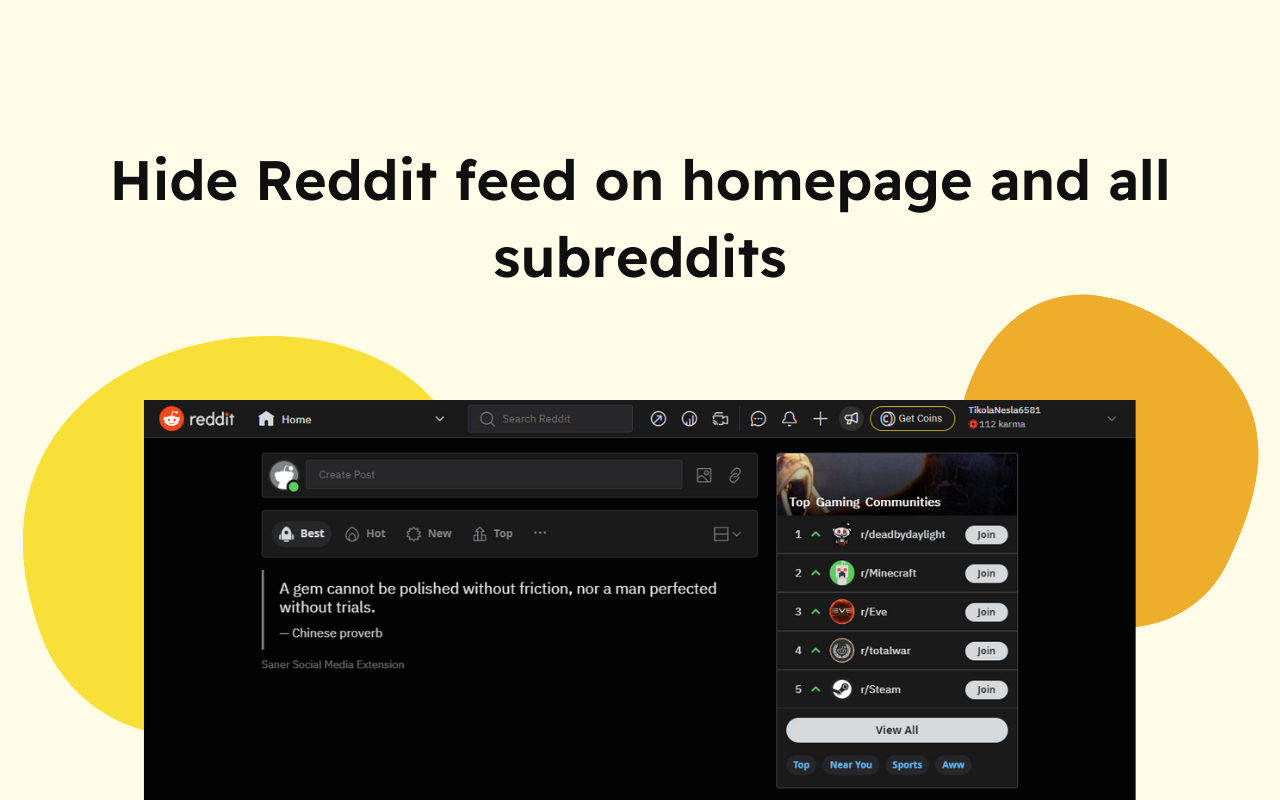 Hide Reddit feed on homepage and all
subreddits
reddit
Home
Search Reddit
Get Coins
TikolaNesla6581
112 karma
Create Post
Best
Hot
New
Top
A gem cannot be polished without friction, nor a man perfected
without trials.
— Chinese proverb
Saner Social Media Extension
Top Gaming Communities
1 r/deadbydaylight Join
2 r/Minecraft Join
3 r/Eve Join
4 r/totalwar Join
5 r/Steam Join
View All
Top Near You Sports Aww